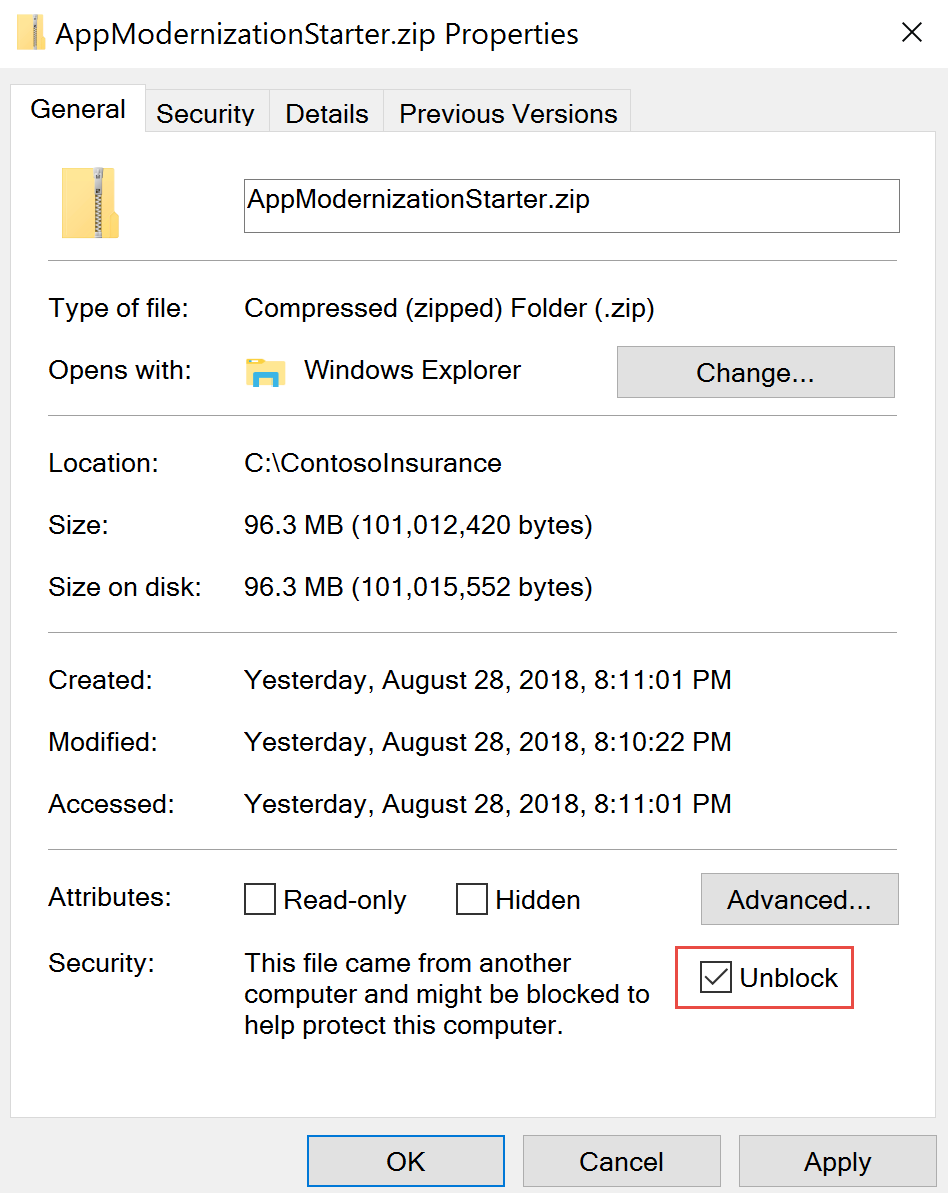 AppModernizationStarter.zip Properties
General Security Details Previous Versions
AppModernizationStarter.zip
Type of file: Compressed (zipped) Folder (.zip)
Opens with: Windows Explorer Change...
Location: C:\ContosoInsurance
Size: 96.3 MB (101,012,420 bytes)
Size on disk: 96.3 MB (101,015,552 bytes)
Created: Yesterday, August 28, 2018, 8:11:01 PM
Modified: Yesterday, August 28, 2018, 8:10:22 PM
Accessed: Yesterday, August 28, 2018, 8:11:01 PM
Attributes: Read-only Hidden Advanced...
Security: This file came from another
computer and might be blocked to
help protect this computer.
Unblock
OK Cancel Apply